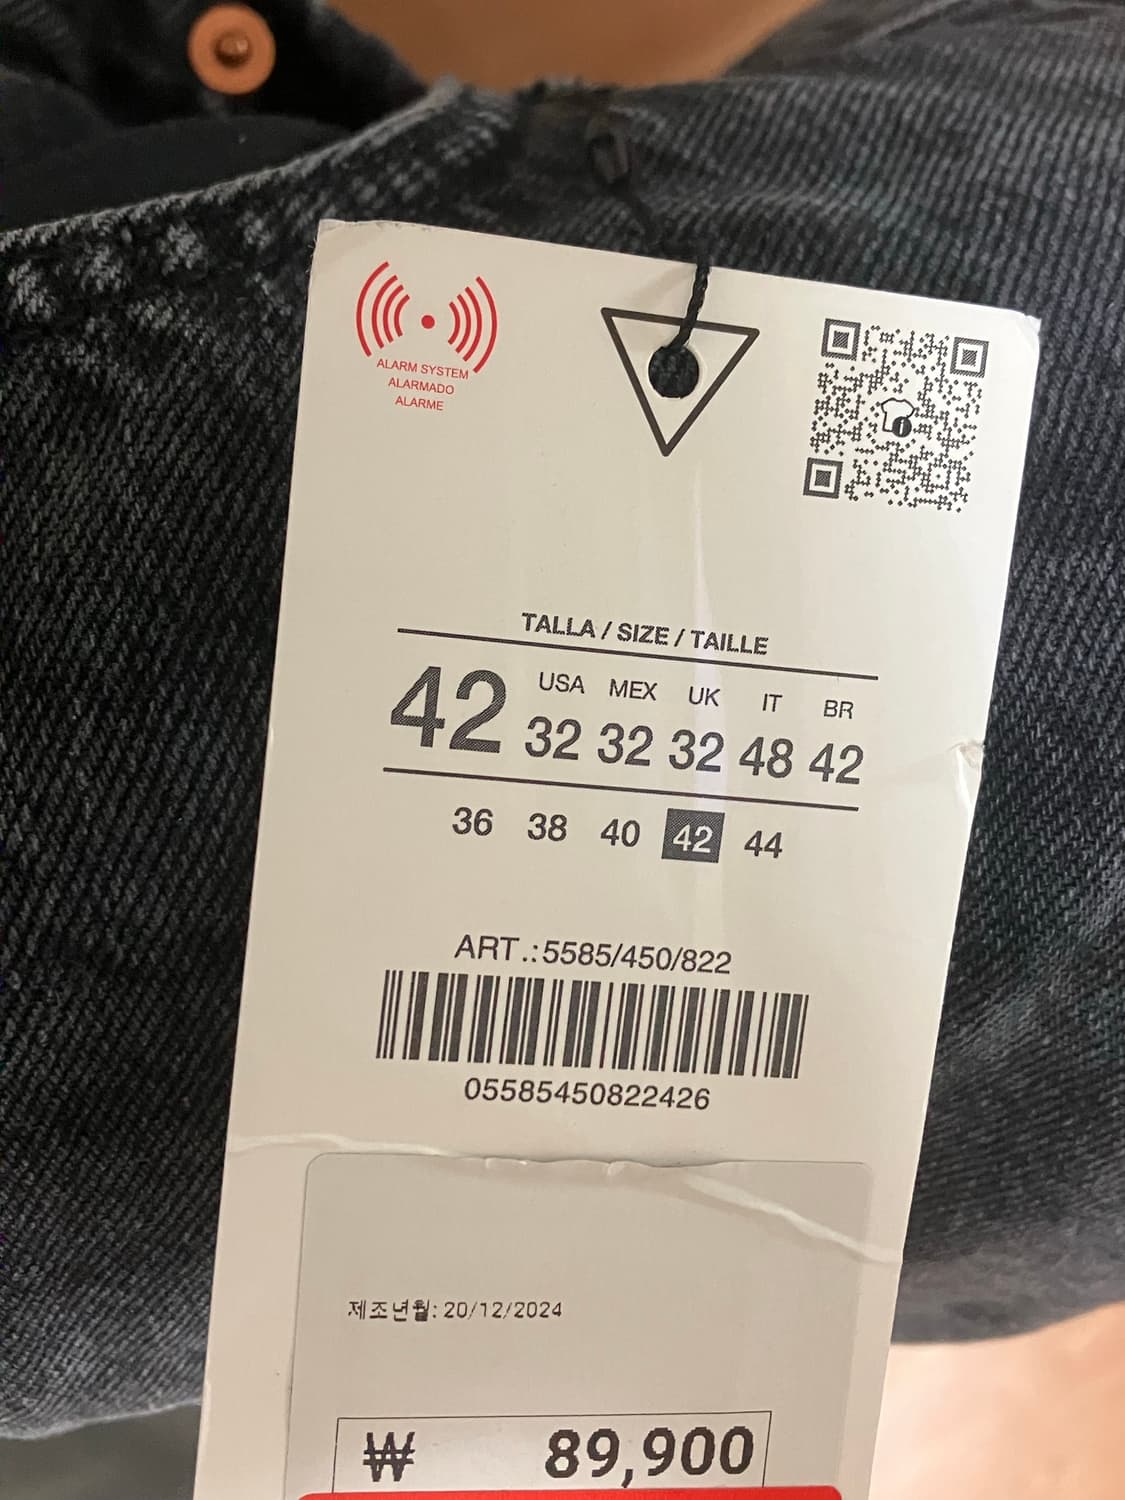 ALARM SYSTEM
ALARMADO
ALARME
i
TALLA / SIZE / TAILLE
42
USA MEX UK IT BR
32 32 32 48 42
36 38 40 42 44
ART.:5585/450/822
05585450822426
제조년월: 20/12/2024
₩ 89,900